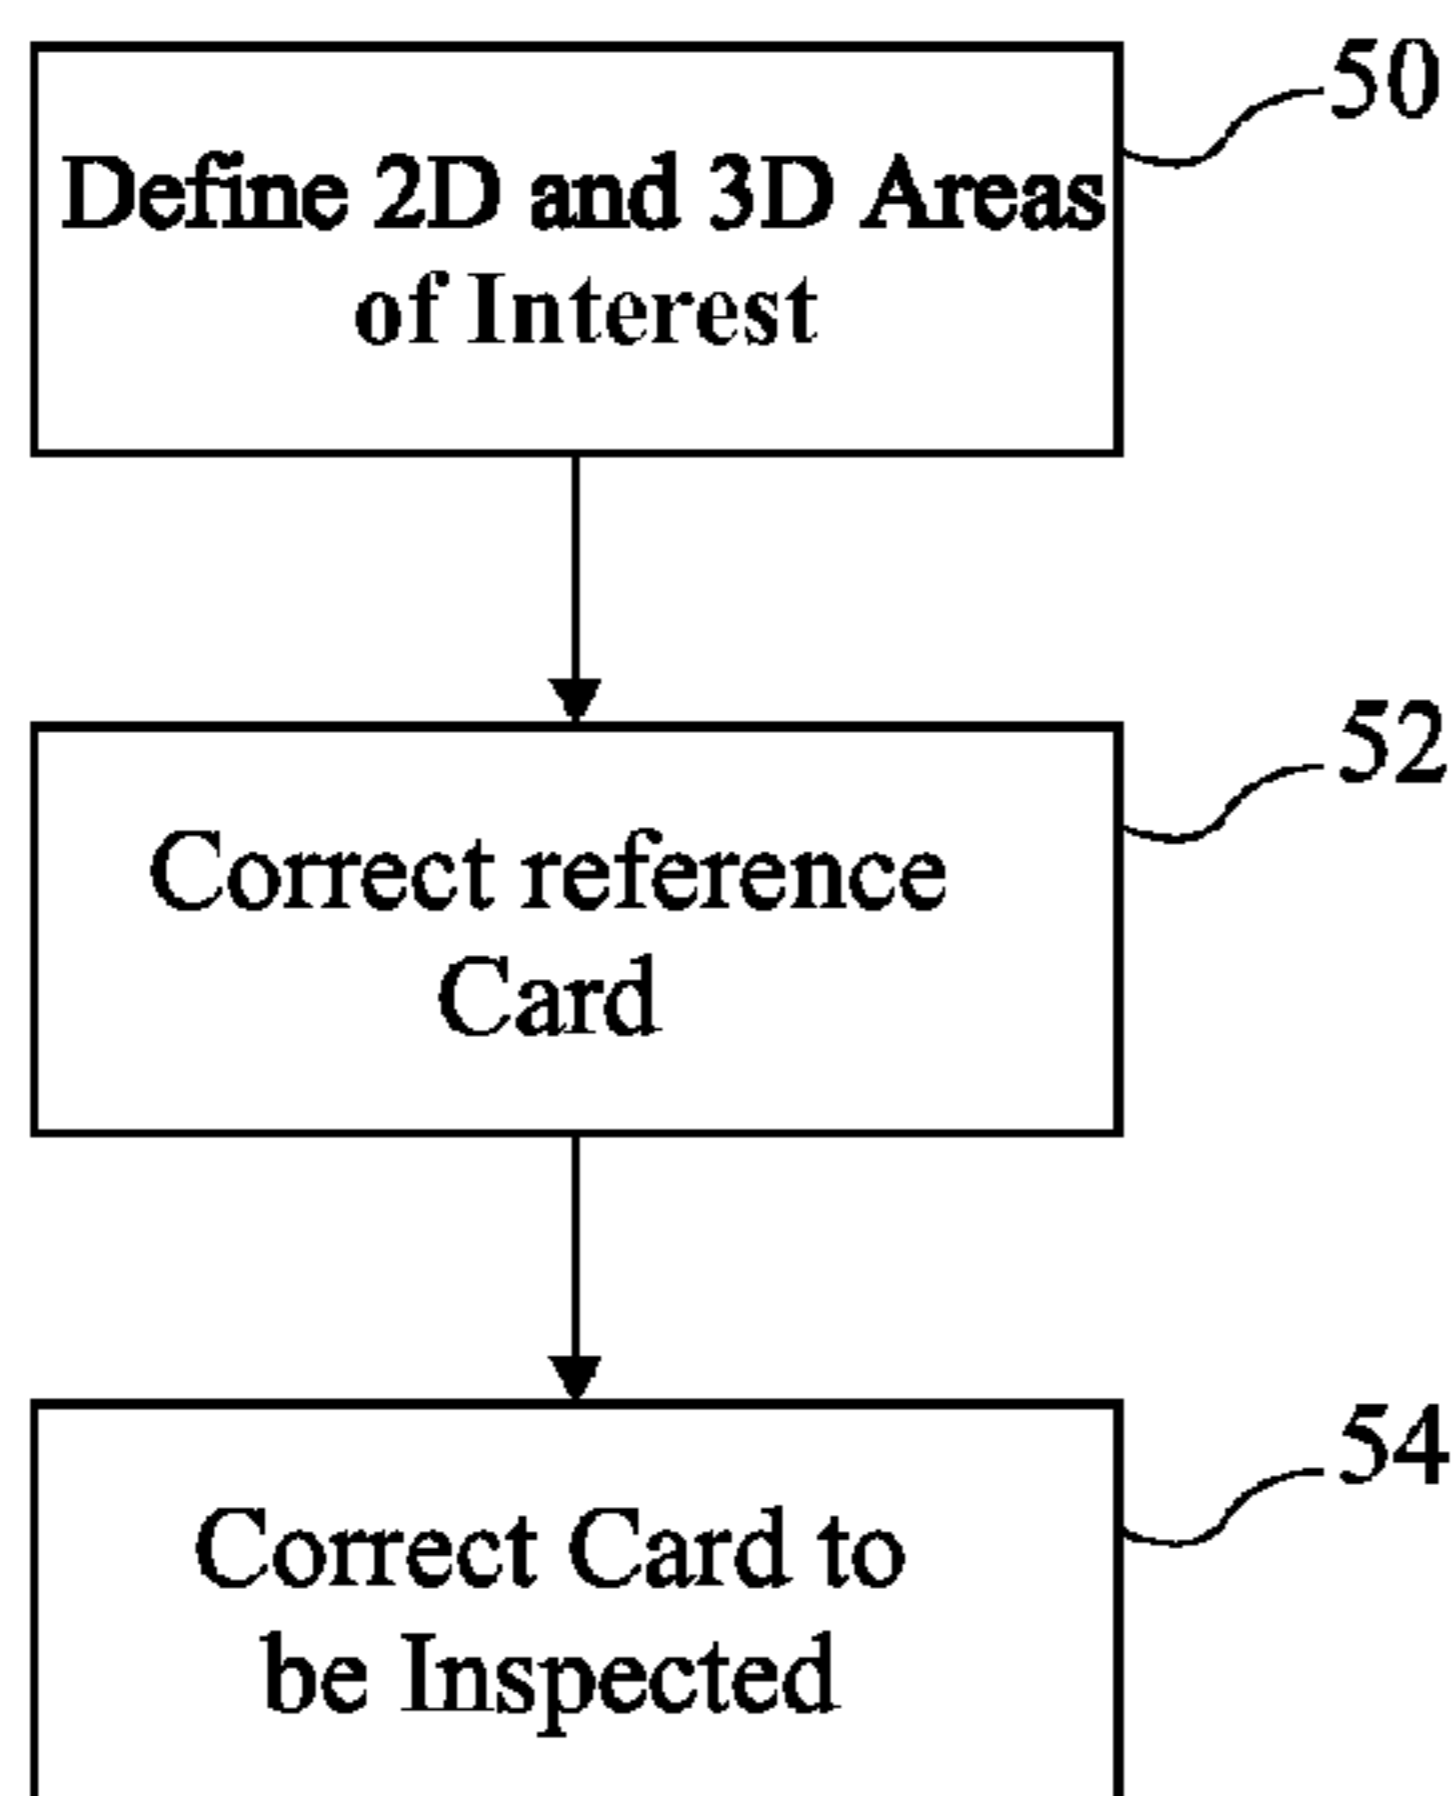 50
Define 2D and 3D Areas
of Interest
52
Correct reference
Card
54
Correct Card to
be Inspected